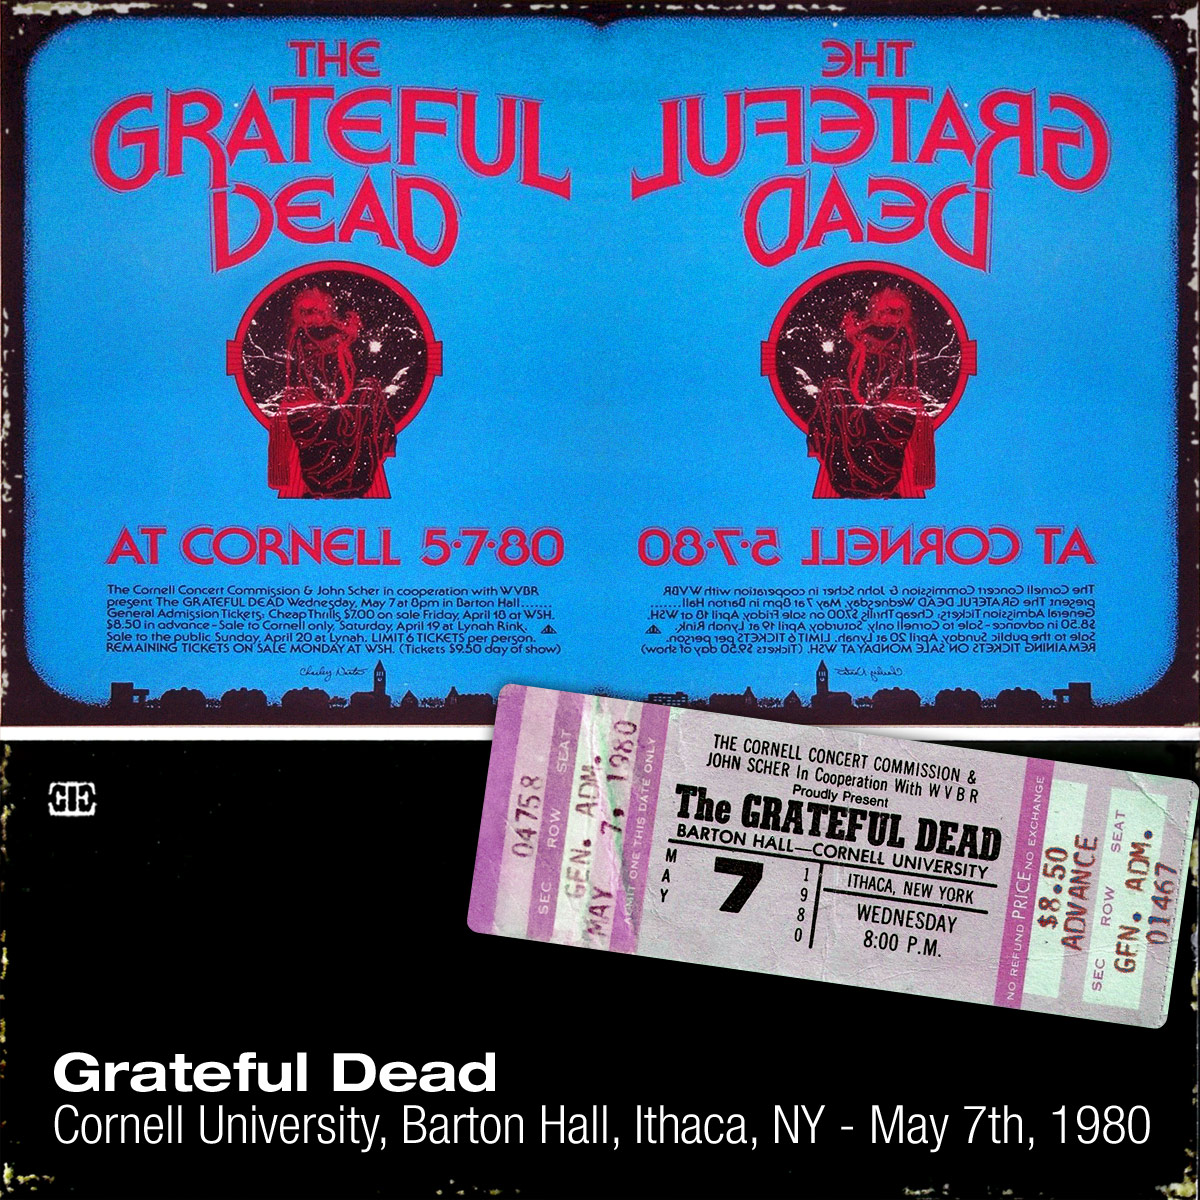 THE
GRATEFUL
DEAD
AT CORNELL 5·7·80
The Cornell Concert Commission & John Scher in cooperation with WVBR
present The GRATEFUL DEAD Wednesday, May 7 at 8pm in Barton Hall.......
General Admission Tickets: Cheap Thrills $7.00 on sale Friday, April 18 at WSH.
$8.50 in advance - Sale to Cornell only, Saturday, April 19 at Lynah Rink,
Sale to the public Sunday, April 20 at Lynah. LIMIT 6 TICKETS per person.
REMAINING TICKETS ON SALE MONDAY AT WSH. (Tickets $9.50 day of show)
THE
GRATEFUL
DEAD
AT CORNELL 5·7·80
The Cornell Concert Commission & John Scher in cooperation with WVBR
present The GRATEFUL DEAD Wednesday, May 7 at 8pm in Barton Hall.......
General Admission Tickets: Cheap Thrills $7.00 on sale Friday, April 18 at WSH.
$8.50 in advance - Sale to Cornell only, Saturday, April 19 at Lynah Rink,
Sale to the public Sunday, April 20 at Lynah. LIMIT 6 TICKETS per person.
REMAINING TICKETS ON SALE MONDAY AT WSH. (Tickets $9.50 day of show)
04758
SEC ROW SEAT
GEN. ADM.
MAY 7, 1980
ADMIT ONE THIS DATE ONLY
THE CORNELL CONCERT COMMISSION &
JOHN SCHER In Cooperation With WVBR
Proudly Present
The GRATEFUL DEAD
BARTON HALL—CORNELL UNIVERSITY
MAY
7
1980
ITHACA, NEW YORK
WEDNESDAY
8:00 P.M.
NO REFUND PRICE NO EXCHANGE
$8.50
ADVANCE
SEC ROW SEAT
GEN. ADM.
01467
Grateful Dead
Cornell University, Barton Hall, Ithaca, NY - May 7th, 1980